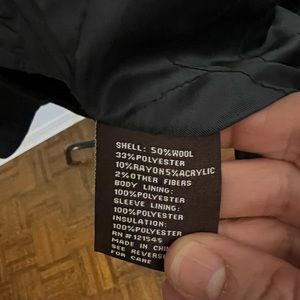 SHELL: 50%WOOL
33%POLYESTER
10%RAYON5%ACRYLIC
2%OTHER FIBERS
BODY LINING:
100%POLYESTER
SLEEVE LINING:
100%POLYESTER
INSULATION:
100%POLYESTER
RN#121545
MADE IN CHI
SEE REVERSE
FOR CARE